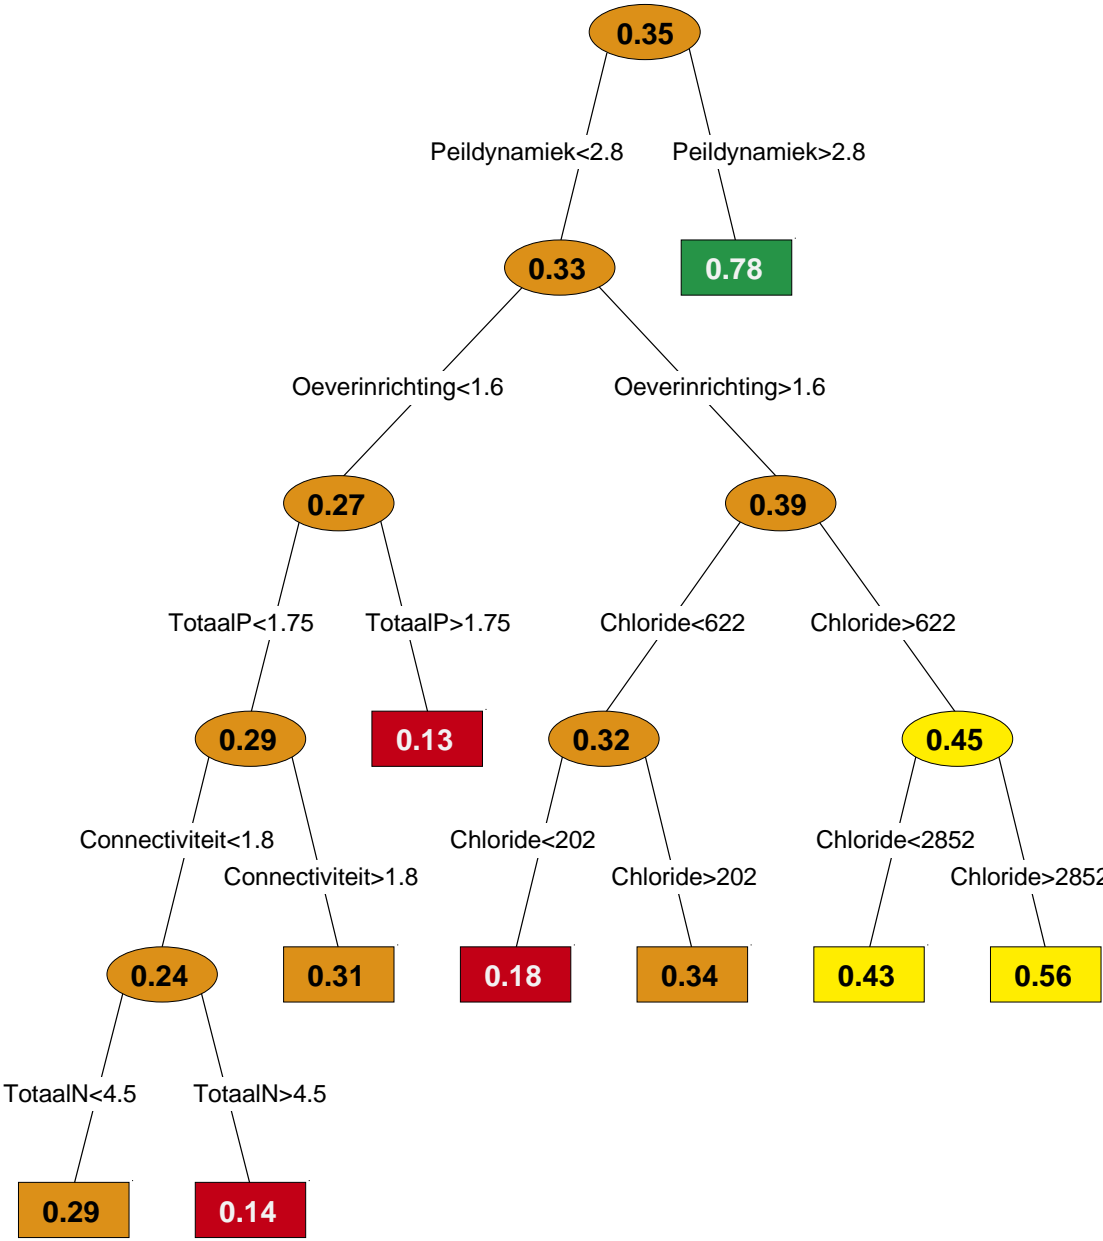 0.35
Peildynamiek<2.8 Peildynamiek>2.8
0.33 0.78
Oeverinrichting<1.6 Oeverinrichting>1.6
0.27 0.39
TotaalP<1.75 TotaalP>1.75 Chloride<622 Chloride>622
0.29 0.13 0.32 0.45
Connectiviteit<1.8 Chloride<202 Chloride<2852
Connectiviteit>1.8 Chloride>202 Chloride>2852
0.24 0.31 0.18 0.34 0.43 0.56
TotaalN<4.5 TotaalN>4.5
0.29 0.14